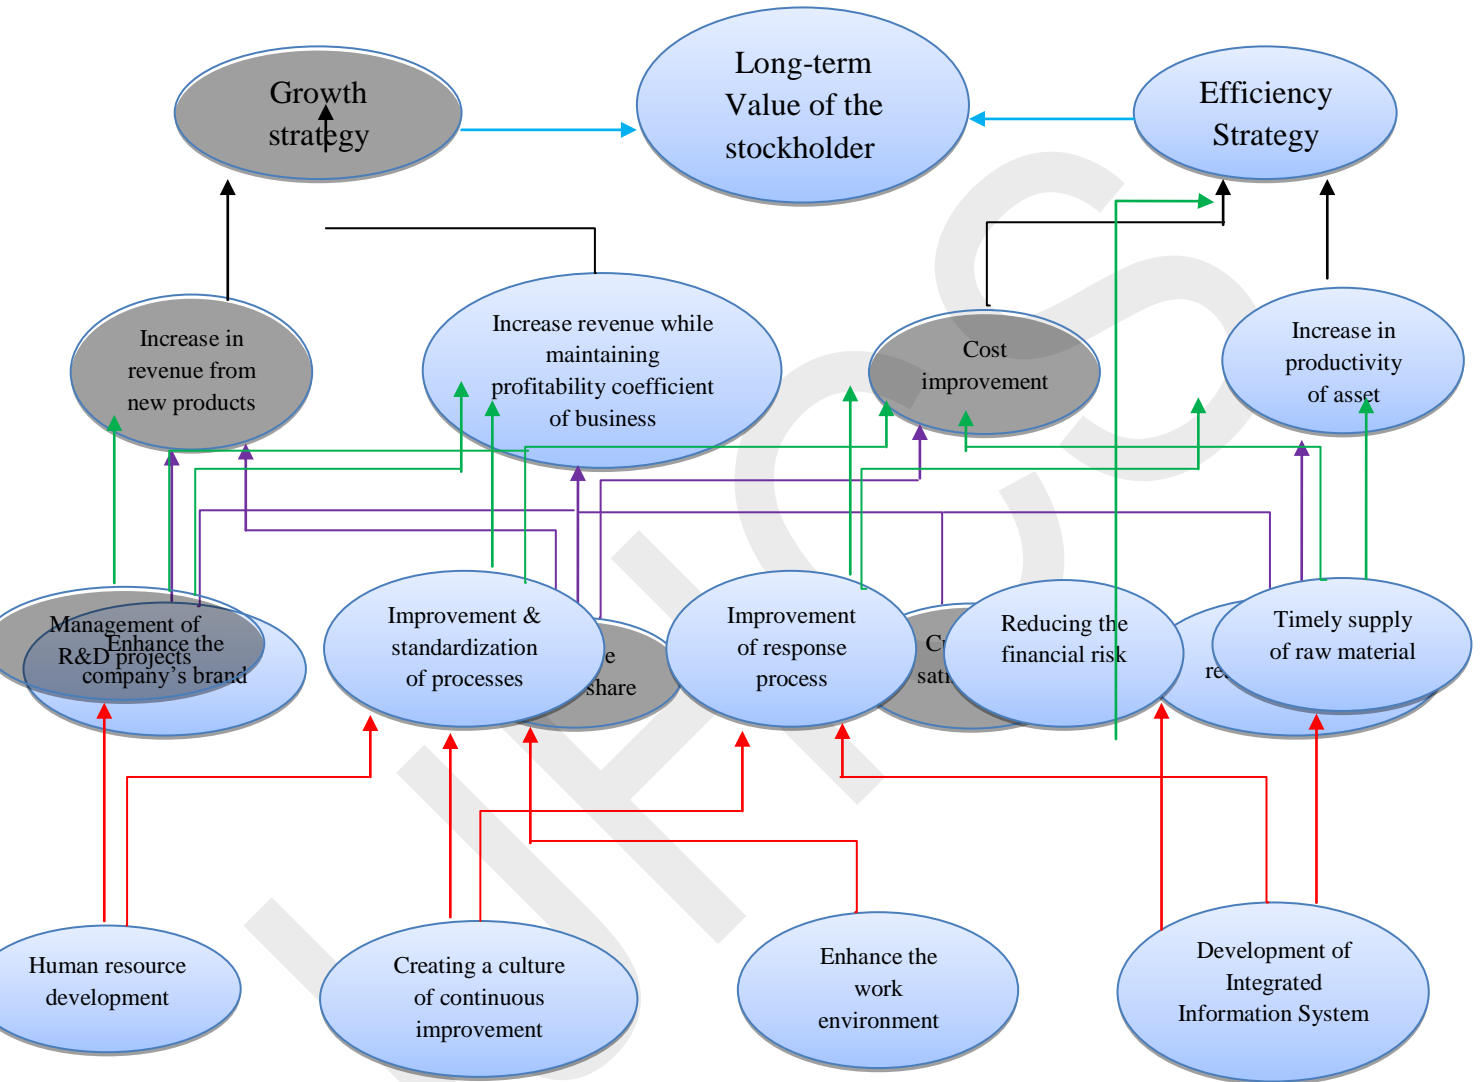 Growth
strategy
Long-term
Value of the
stockholder
Efficiency
Strategy
Increase in
revenue from
new products
Increase revenue while
maintaining
profitability coefficient
of business
Cost
improvement
Increase in
productivity
of asset
Management of
R&D projects
Enhance the
company's brand
Improvement &
standardization
of processes
share
Improvement
of response
process
Reducing the
financial risk
Timely supply
of raw material
Human resource
development
Creating a culture
of continuous
improvement
Enhance the
work
environment
Development of
Integrated
Information System